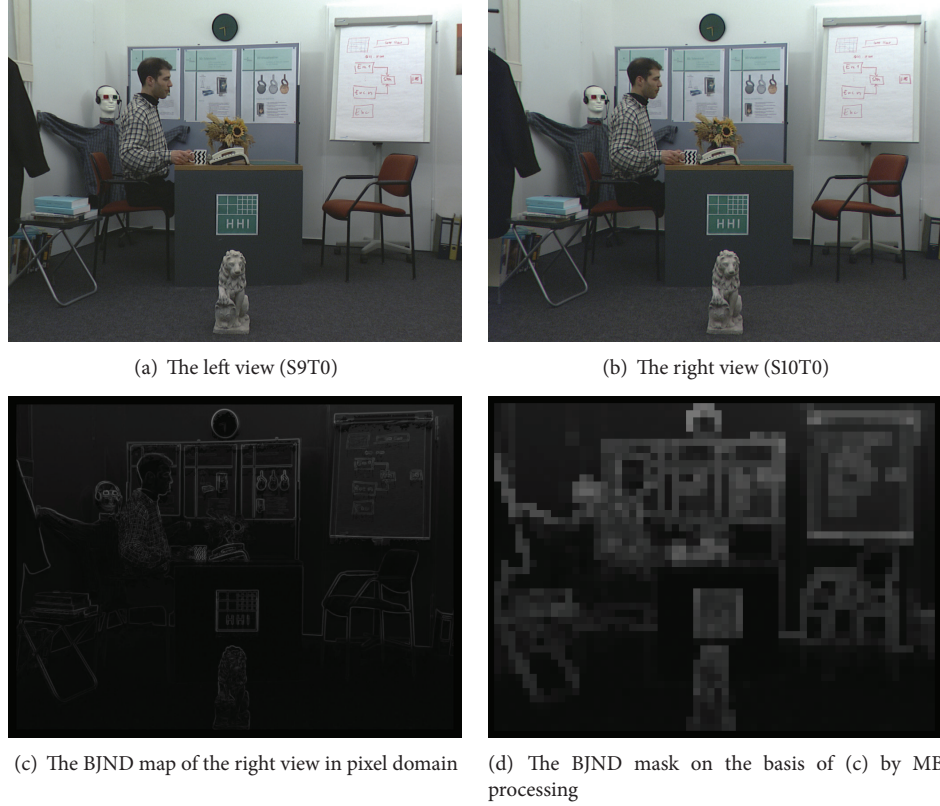 HHI
HHI
(a) The left view (S9T0)
(b) The right view (S10T0)
HHI
(c) The BJND map of the right view in pixel domain
(d) The BJND mask on the basis of (c) by MB
processing